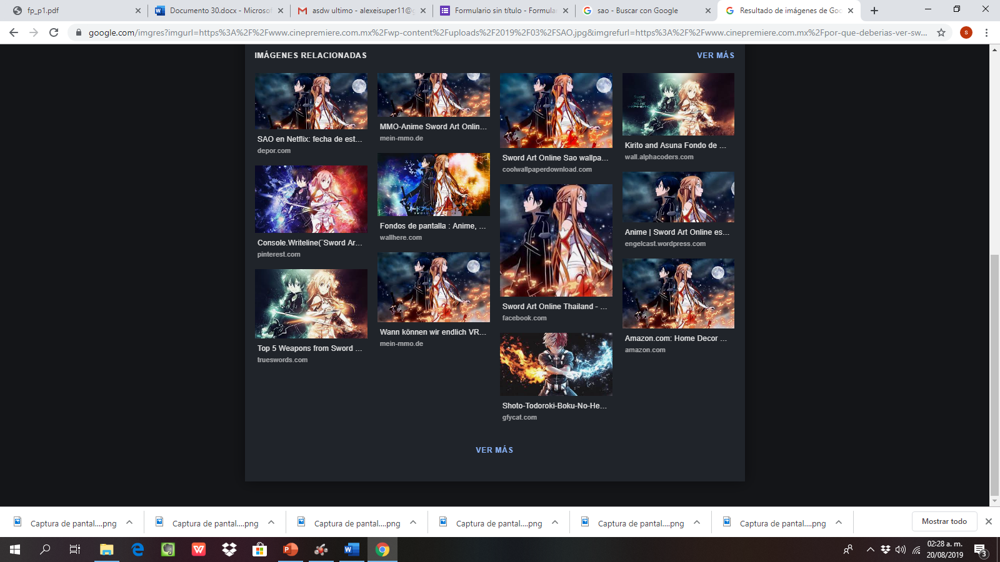 fp_p1.pdf
Documento 30.docx - Microsof
asdw ultimo - alexeisuper11@g
Formulario sin título - Formula
sao - Buscar con Google
Resultado de imágenes de Goo
google.com/imgres?imgurl=https%3A%2F%2Fwww.cinepremiere.com.mx%2Fwp-content%2Fuploads%2F2019%2F03%2FSAO.jpg&imgrefurl=https%3A%2F%2Fwww.cinepremiere.com.mx%2Fpor-que-deberias-ver-sw...
s
IMÁGENES RELACIONADAS
VER MÁS
SAO en Netflix: fecha de est...
depor.com
Console.Writeline(¨Sword Ar...
pinterest.com
Top 5 Weapons from Sword ...
trueswords.com
MMO-Anime Sword Art Onlin...
mein-mmo.de
Fondos de pantalla : Anime, ...
wallhere.com
Wann können wir endlich VR...
mein-mmo.de
Sword Art Online Sao wallpa...
coolwallpaperdownload.com
Sword Art Online Thailand - ...
facebook.com
Shoto-Todoroki-Boku-No-He...
gfycat.com
Sword
Art
ONLINE
Kirito and Asuna Fondo de ...
wall.alphacoders.com
Anime | Sword Art Online es...
engelcast.wordpress.com
Amazon.com: Home Decor ...
amazon.com
VER MÁS
Captura de pantal....png
Captura de pantal....png
Captura de pantal....png
Captura de pantal....png
Captura de pantal....png
Captura de pantal....png
Mostrar todo
02:28 a. m.
20/08/2019
3